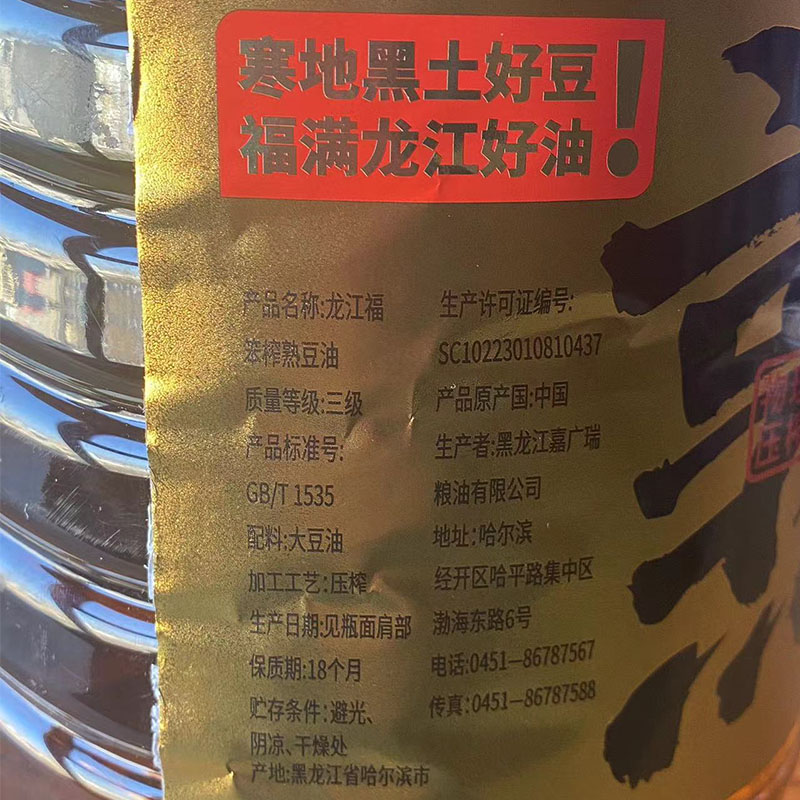 寒地黑土好豆
福满龙江好油!
产品名称:龙江福
笨榨熟豆油
质量等级:三级
产品标准号:
GB/T 1535
配料:大豆油
加工工艺:压榨
生产日期:见瓶面肩部
保质期:18个月
贮存条件:避光、
阴凉、干燥处
产地:黑龙江省哈尔滨市
生产许可证编号:
SC10223010810437
产品原产国:中国
生产者:黑龙江嘉广瑞
粮油有限公司
地址:哈尔滨
经开区哈平路集中区
渤海东路6号
电话:0451—86787567
传真:0451—86787588